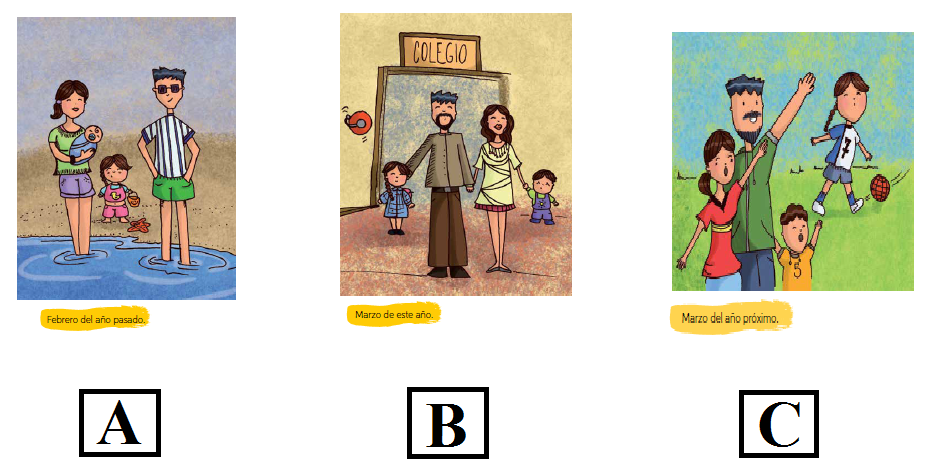 COLEGIO
7
5
Febrero del año pasado.
Marzo de este año.
Marzo del año próximo.
A
B
C